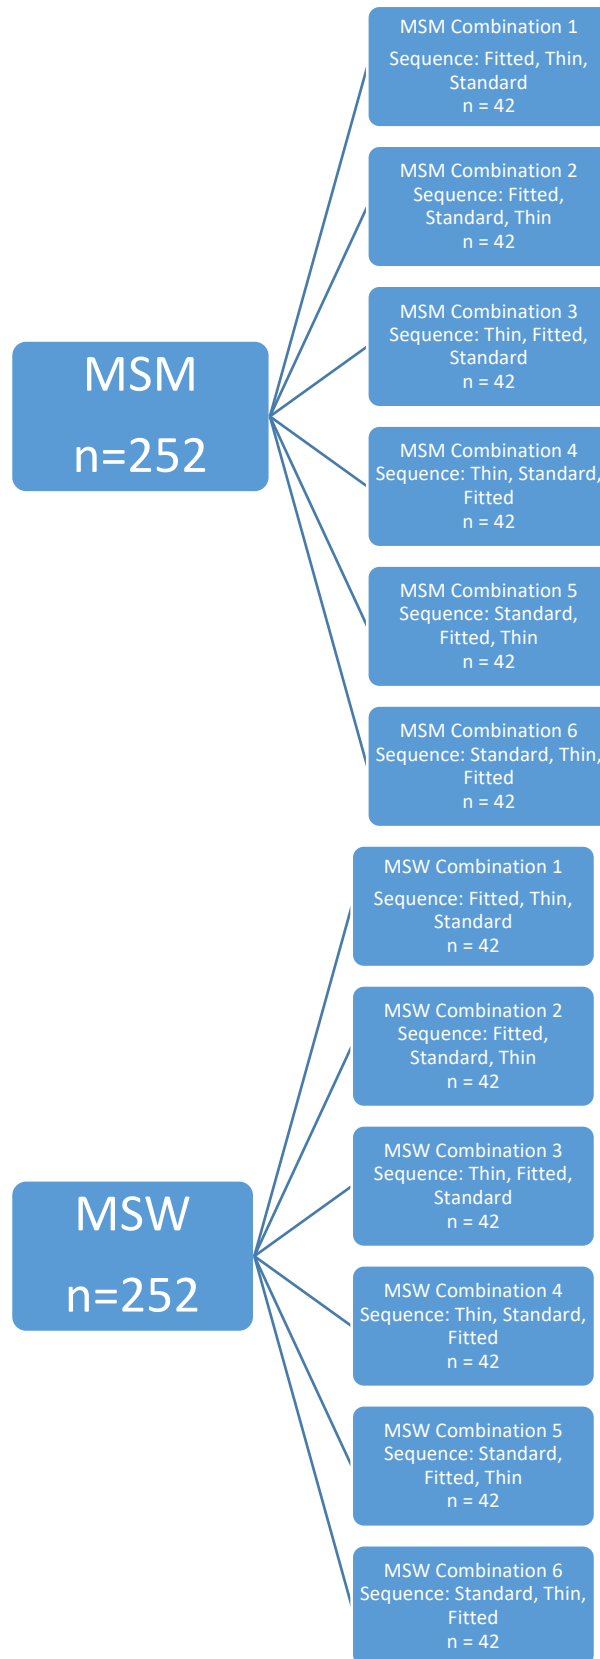 MSM
n=252
MSM Combination 1
Sequence: Fitted, Thin,
Standard
n = 42
MSM Combination 2
Sequence: Fitted,
Standard, Thin
n = 42
MSM Combination 3
Sequence: Thin, Fitted,
Standard
n = 42
MSM Combination 4
Sequence: Thin, Standard,
Fitted
n = 42
MSM Combination 5
Sequence: Standard,
Fitted, Thin
n = 42
MSM Combination 6
Sequence: Standard, Thin,
Fitted
n = 42
MSW
n=252
MSW Combination 1
Sequence: Fitted, Thin,
Standard
n = 42
MSW Combination 2
Sequence: Fitted,
Standard, Thin
n = 42
MSW Combination 3
Sequence: Thin, Fitted,
Standard
n = 42
MSW Combination 4
Sequence: Thin, Standard,
Fitted
n = 42
MSW Combination 5
Sequence: Standard,
Fitted, Thin
n = 42
MSW Combination 6
Sequence: Standard, Thin,
Fitted
n = 42